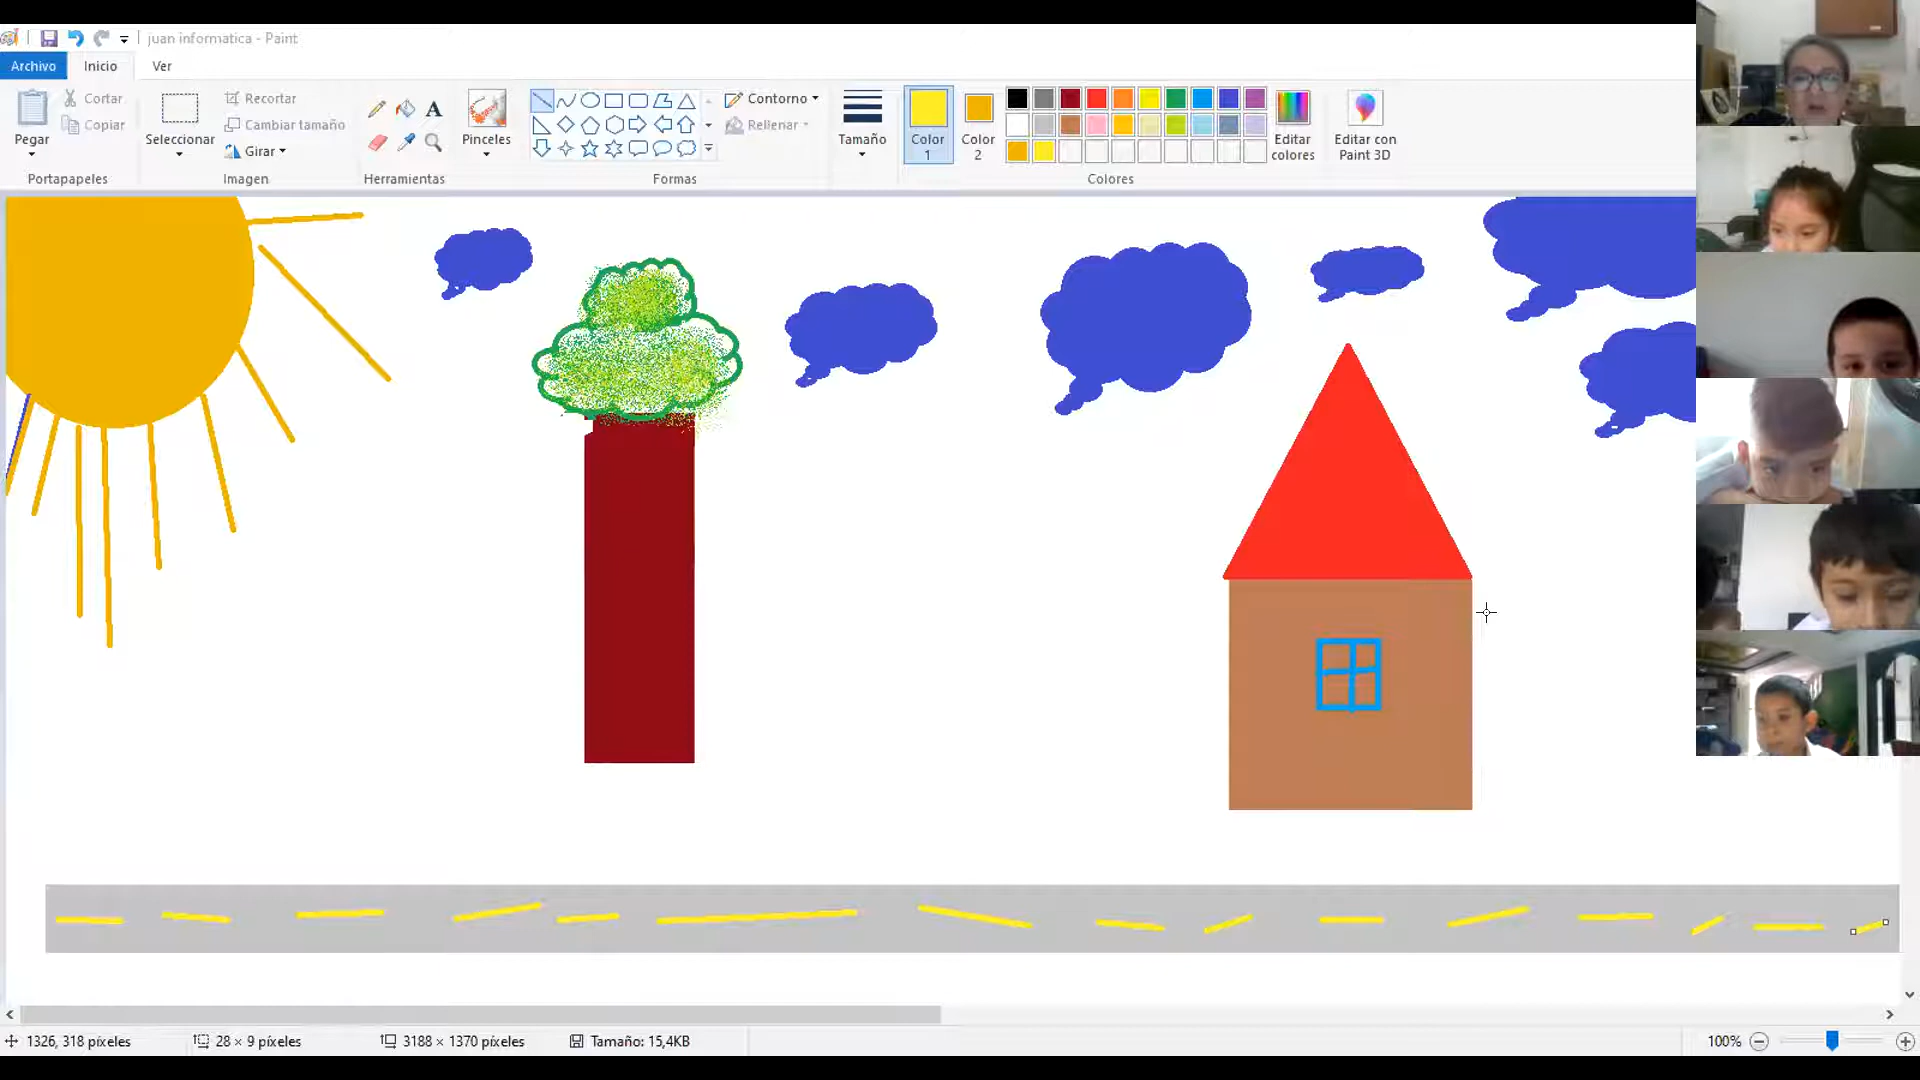 juan informatica - Paint
Archivo Inicio Ver
Pegar
Cortar
Copiar
Portapapeles
Seleccionar
Recortar
Cambiar tamaño
Girar
Imagen
A
Herramientas
Pinceles
Contorno
Rellenar
Formas
Tamaño
Color
1
Color
2
Editar
colores
Colores
Editar con
Paint 3D
1326, 318 píxeles 28 × 9 píxeles 3188 × 1370 píxeles Tamaño: 15,4KB 100%